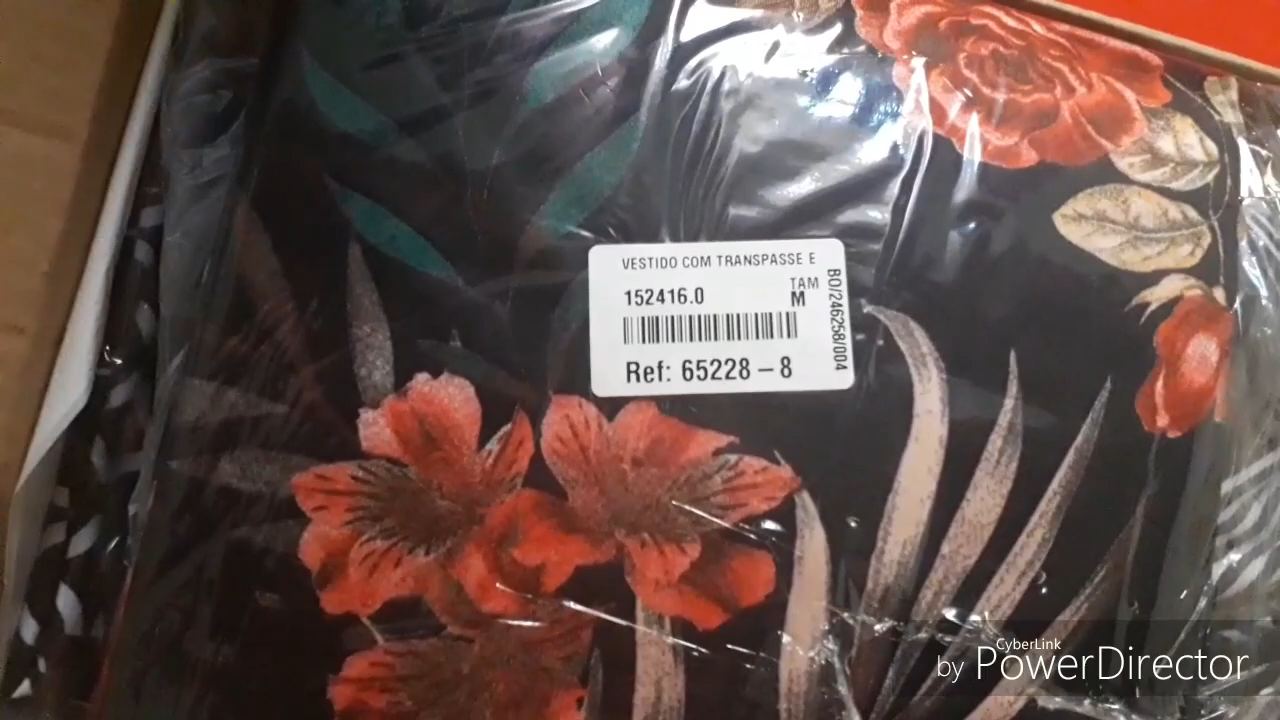 VESTIDO COM TRANSPASSE E
152416.0
TAM
M
BO/246258/004
Ref: 65228 – 8
CyberLink
by PowerDirector